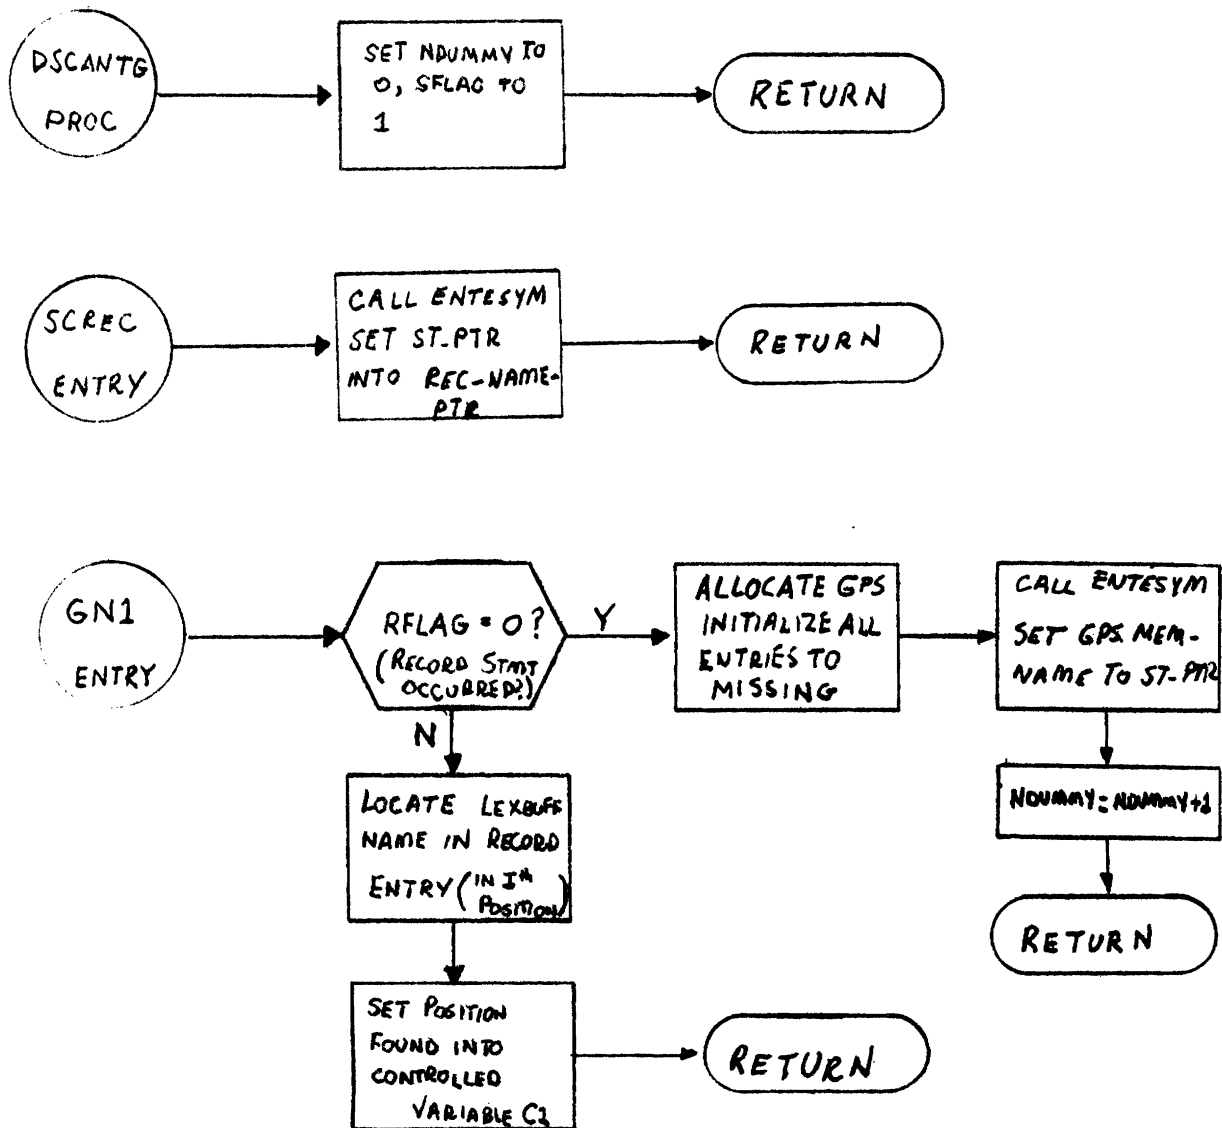 DSCANTG
PROC
SET NDUMMY TO
0, SFLAG TO
1
RETURN
SCREC
ENTRY
CALL ENTESYM
SET ST-PTR
INTO REC-NAME-
PTR
RETURN
GN1
ENTRY
RFLAG = 0?
(RECORD STMT
OCCURRED?)
Y
N
ALLOCATE GPS
INITIALIZE ALL
ENTRIES TO
MISSING
CALL ENTESYM
SET GPS. MEM-
NAME TO ST-PTR
NDUMMY=NDUMMY+1
RETURN
LOCATE LEXBUFF
NAME IN RECORD
ENTRY (IN Ith
POSITION)
SET POSITION
FOUND INTO
CONTROLLED
VARIABLE C2
RETURN